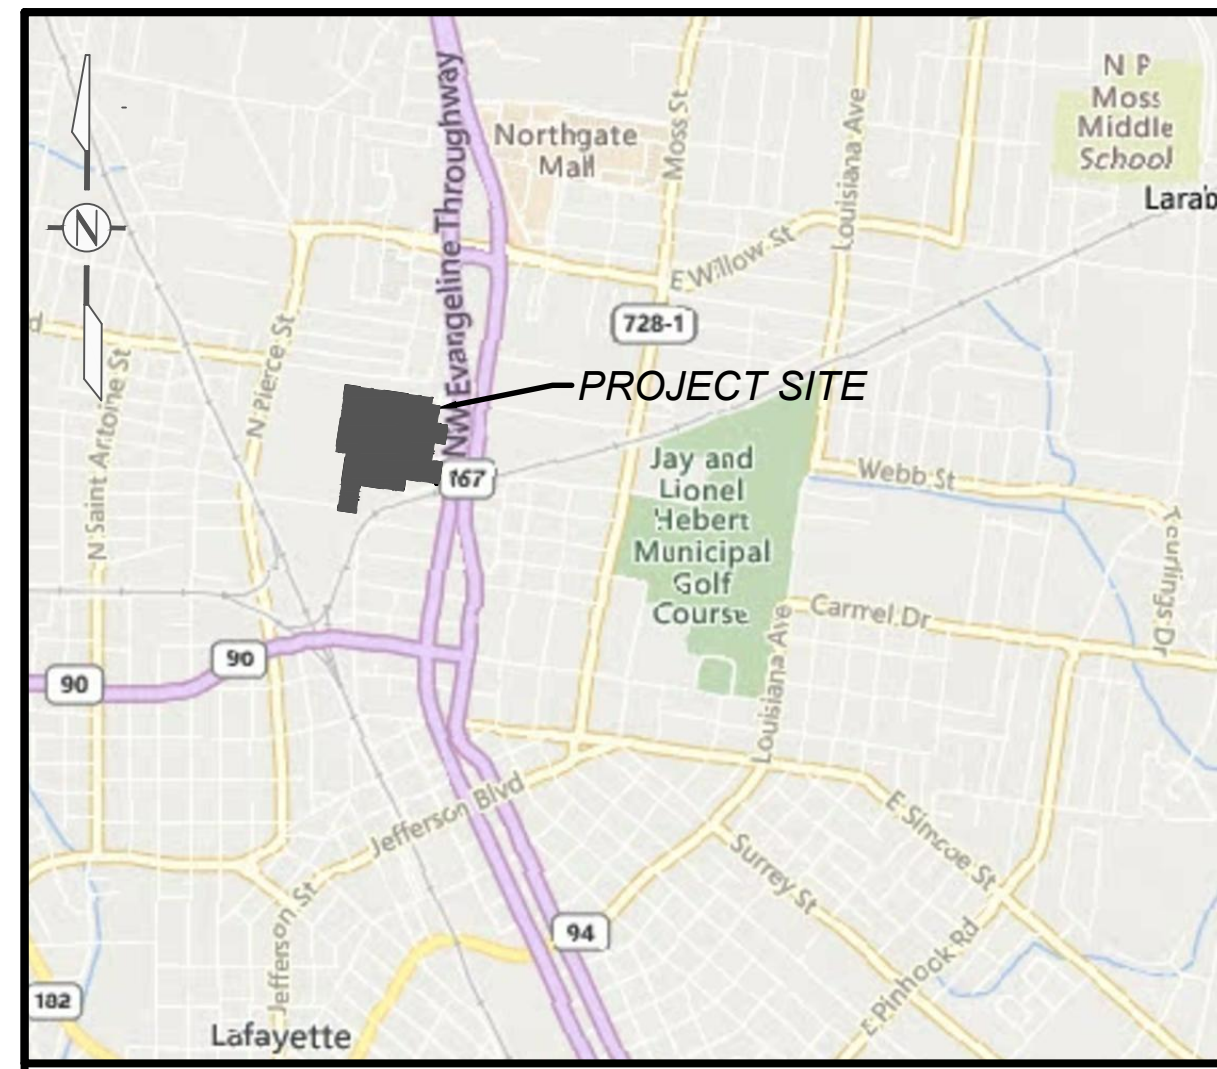 N P
Moss
Middle
School
Larab
Northgate
Mall
Moss St
Louisiana Ave
NW Evangeline Throughway
N
E Willow St
728-1
d
N Pierce St
N Saint Antoine St
PROJECT SITE
167
Jay and
Lionel
Hebert
Municipal
Golf
Course
Webb St
Teurlings Dr
Carmel Dr
Louisiana Ave
90
90
Jefferson Blvd
E Simcoe St
Surrey St
Jefferson St
94
E Pinhook Rd
182
Lafayette